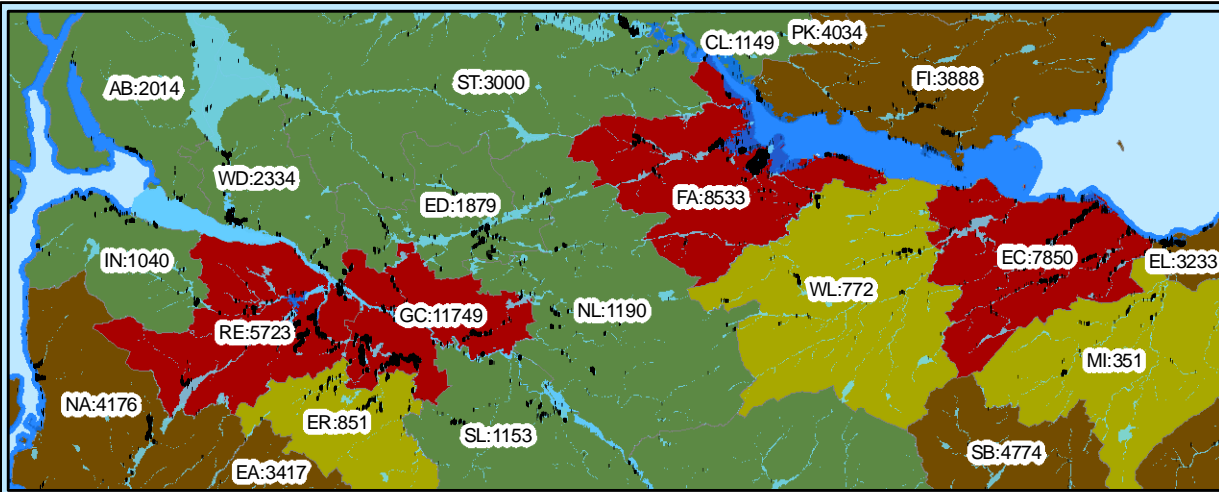 PK:4034
CL:1149
FI:3888
ST:3000
AB:2014
WD:2334
FA:8533
ED:1879
IN:1040
EC:7850
EL:3233
WL:772
NL:1190
GC:11749
RE:5723
MI:351
NA:4176
ER:851
SL:1153
SB:4774
EA:3417